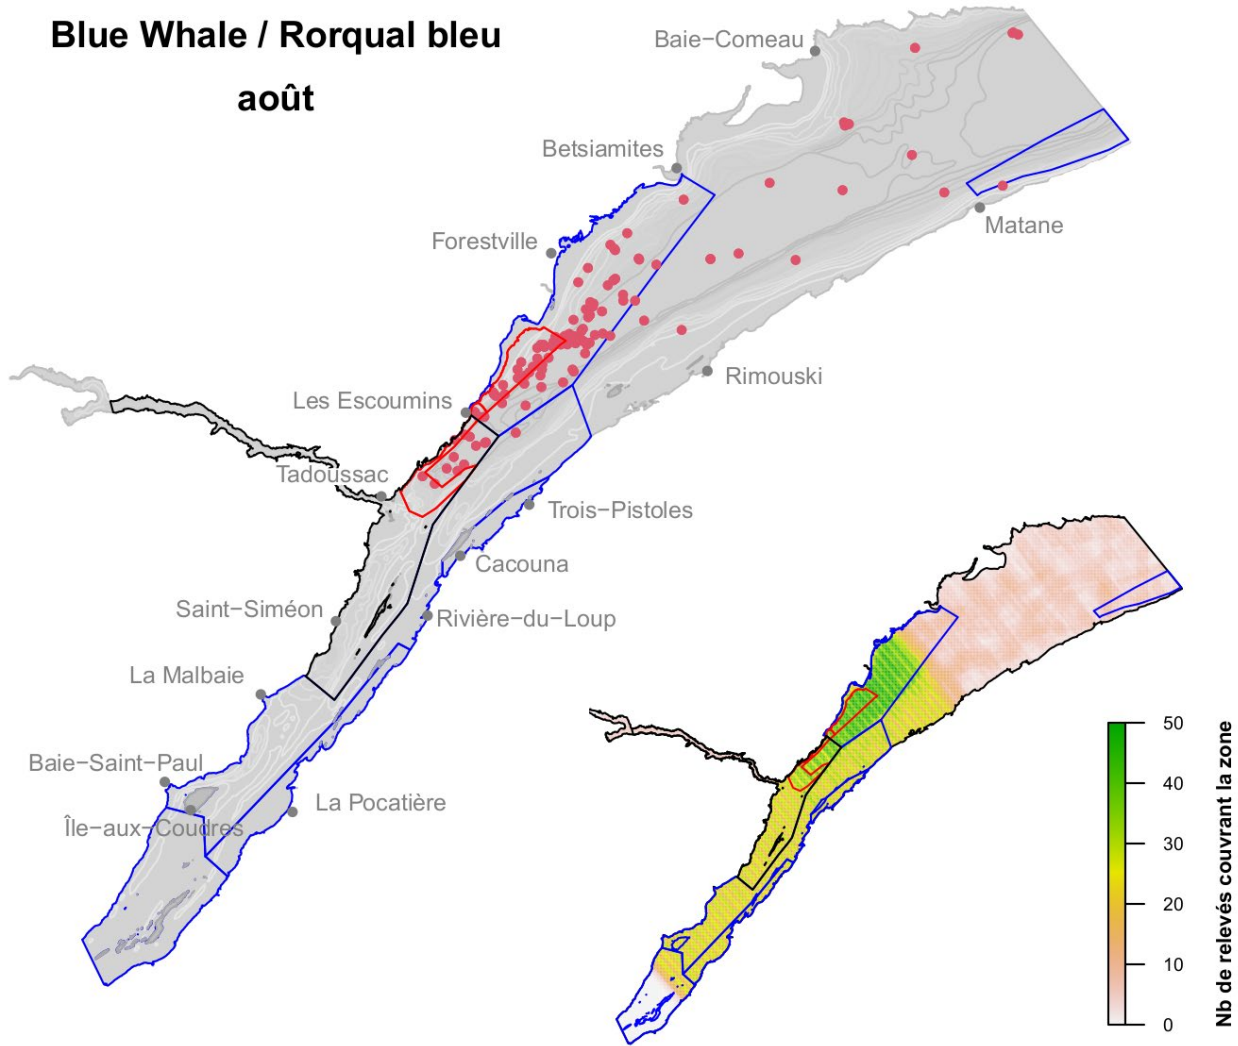 Blue Whale / Rorqual bleu
août
Baie−Comeau
Betsiamites
Matane
Forestville
Rimouski
Les Escoumins
Tadoussac
Trois−Pistoles
Cacouna
Saint−Siméon
Rivière−du−Loup
La Malbaie
Baie−Saint−Paul
La Pocatière
Île−aux−Coudres
50
40
30
20
10
0
Nb de relevés couvrant la zone